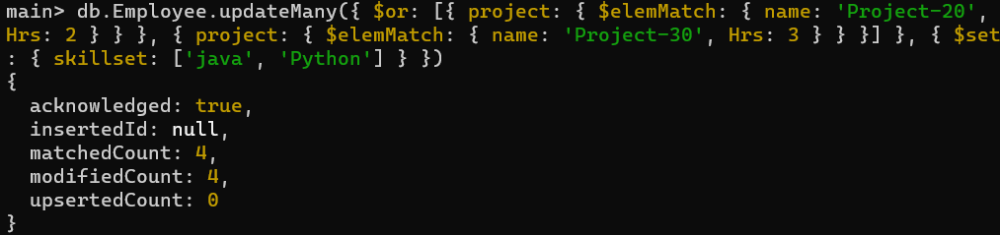 main> db.Employee.updateMany({ $or: [{ project: { $elemMatch: { name: 'Project-20',
Hrs: 2 } } }, { project: { $elemMatch: { name: 'Project-30', Hrs: 3 } } }] }, { $set
: { skillset: ['java', 'Python'] } })
{
  acknowledged: true,
  insertedId: null,
  matchedCount: 4,
  modifiedCount: 4,
  upsertedCount: 0
}